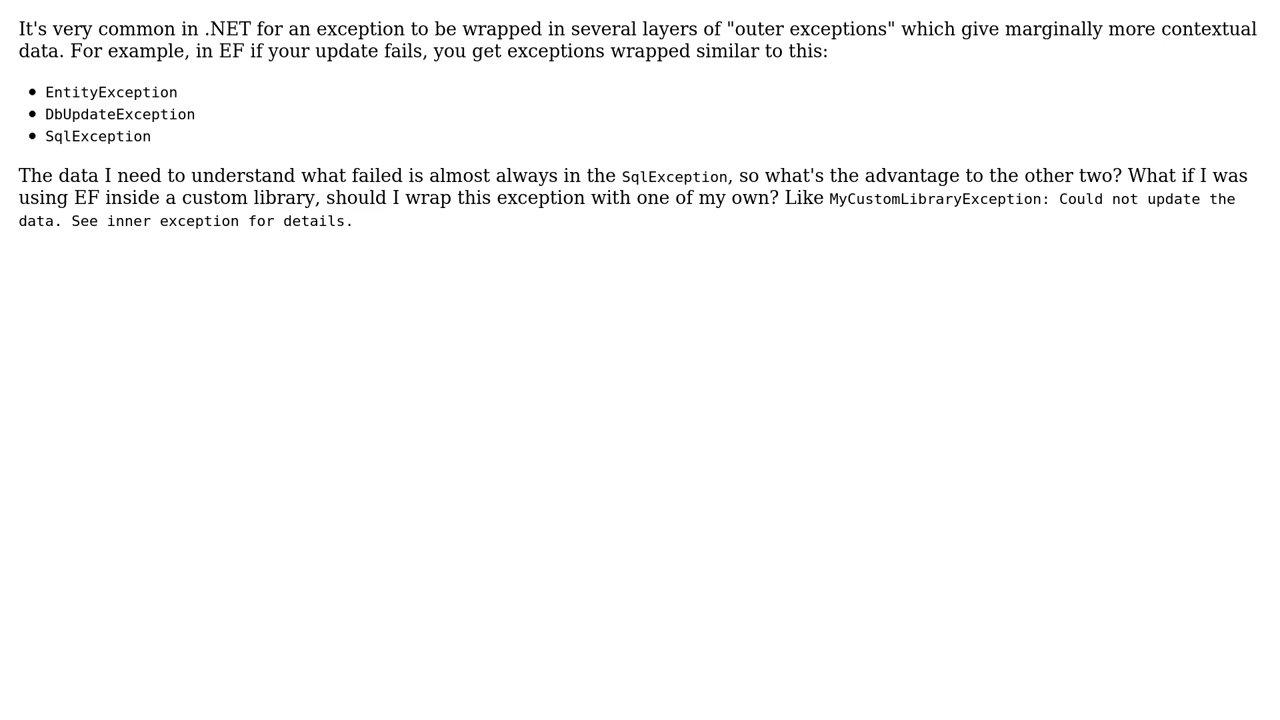 It's very common in .NET for an exception to be wrapped in several layers of "outer exceptions" which give marginally more contextual
data. For example, in EF if your update fails, you get exceptions wrapped similar to this:
• EntityException
• DbUpdateException
• SqlException
The data I need to understand what failed is almost always in the SqlException, so what's the advantage to the other two? What if I was
using EF inside a custom library, should I wrap this exception with one of my own? Like MyCustomLibraryException: Could not update the
data. See inner exception for details.